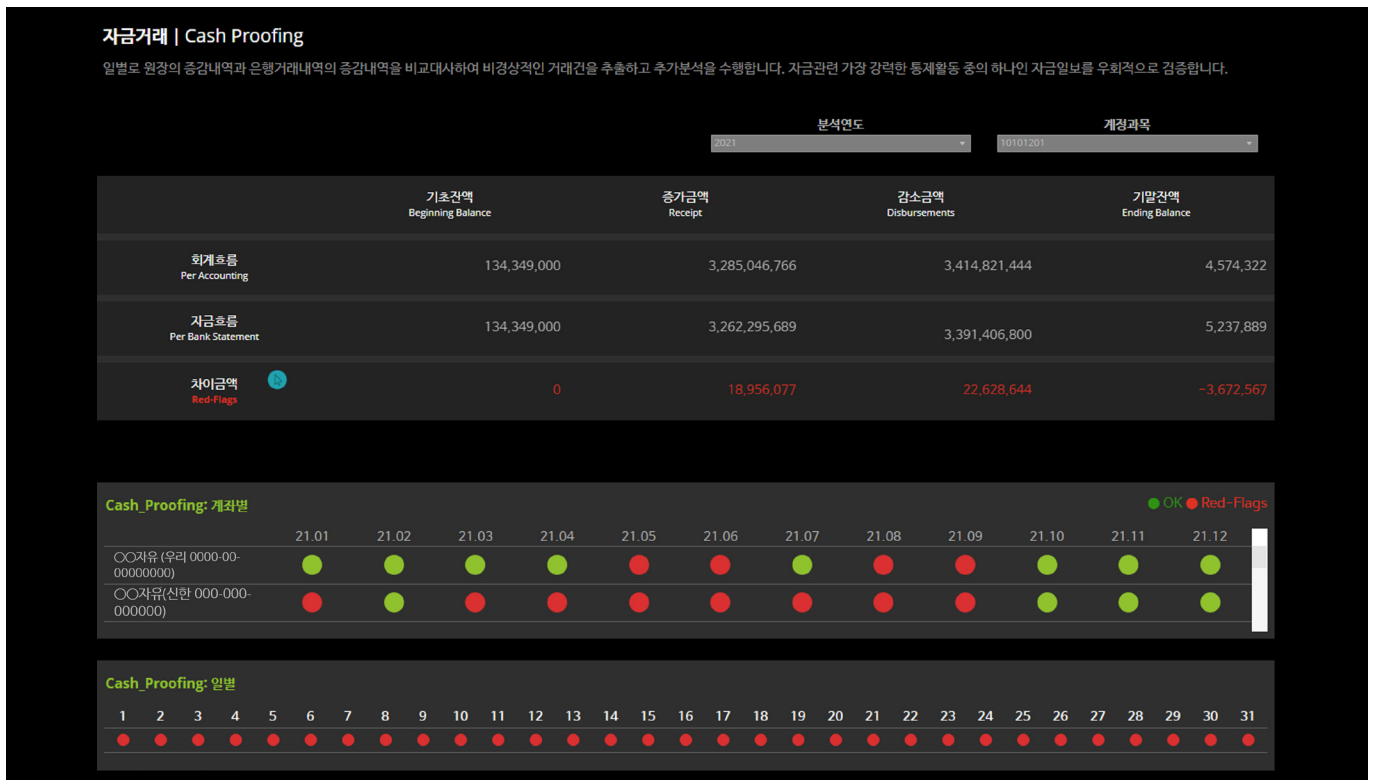 자금거래 | Cash Proofing
일별로 원장의 증감내역과 은행거래내역의 증감내역을 비교대사하여 비경상적인 거래건을 추출하고 추가분석을 수행합니다. 자금관련 가장 강력한 통제활동 중의 하나인 자금일보를 우회적으로 검증합니다.
분석연도 계정과목
2021 10101201
기초잔액 증가금액 감소금액 기말잔액
Beginning Balance Receipt Disbursements Ending Balance
회계흐름
Per Accounting
134,349,000 3,285,046,766 3,414,821,444 4,574,322
자금흐름
Per Bank Statement
134,349,000 3,262,295,689 3,391,406,800 5,237,889
차이금액
Red-Flags
0 18,956,077 22,628,644 -3,672,567
Cash_Proofing: 계좌별 OK Red-Flags
21.01 21.02 21.03 21.04 21.05 21.06 21.07 21.08 21.09 21.10 21.11 21.12
○○자유 (우리 0000-00-
00000000)
○○자유(신한 000-000-
000000)
Cash_Proofing: 일별
1 2 3 4 5 6 7 8 9 10 11 12 13 14 15 16 17 18 19 20 21 22 23 24 25 26 27 28 29 30 31